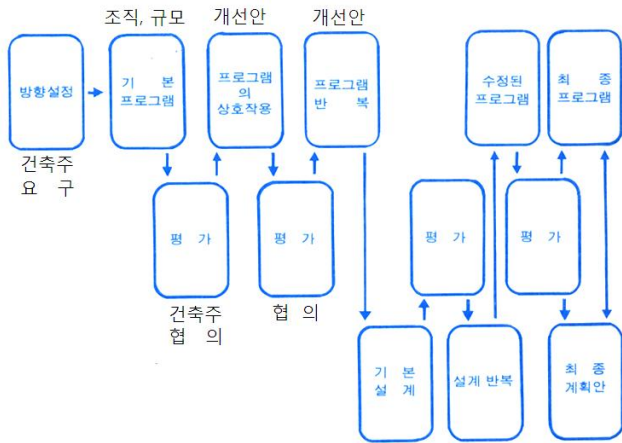 조직, 규모
개선안
개선안
방향설정
기 본
프로그램
프로그램
의
상호작용
프로그램
반 복
수정된
프로그램
최 종
프로그램
건축주
요 구
평 가
평 가
평 가
평 가
건축주
협 의
협 의
기 본
설 계
설계 반복
최 종
계획안